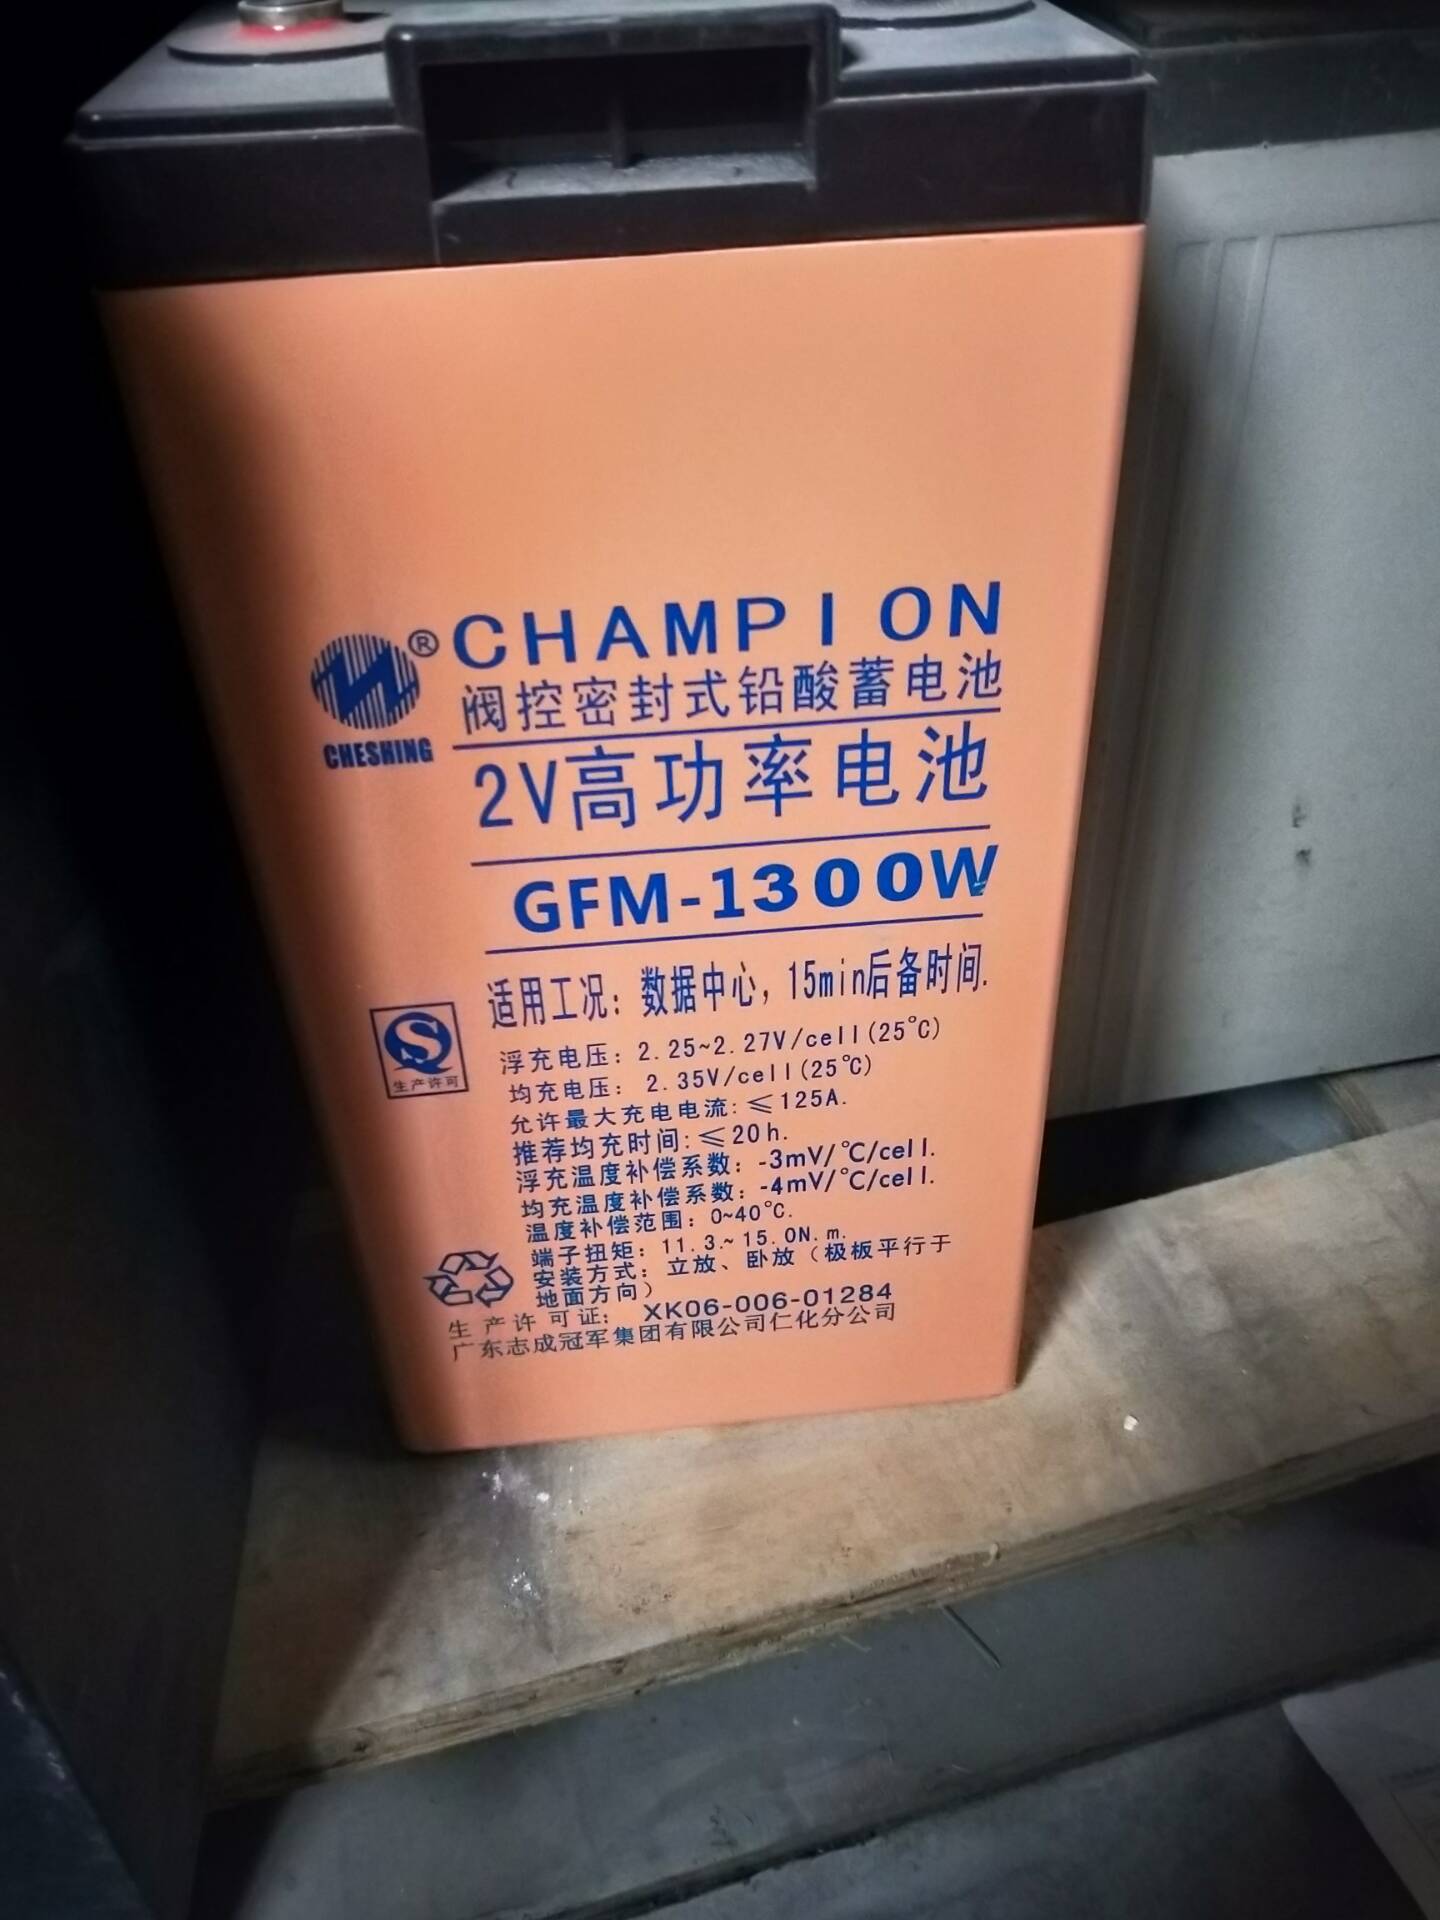 ® CHAMPION
CHESHING
阀控密封式铅酸蓄电池
2V高功率电池
GFM-1300W
适用工况：数据中心，15min后备时间.
浮充电压：2.25~2.27V/cell(25℃)
均充电压：2.35V/cell(25℃)
允许最大充电电流:≤125A.
推荐均充时间:≤20h.
浮充温度补偿系数：-3mV/℃/cell.
均充温度补偿系数：-4mV/℃/cell.
温度补偿范围：0~40℃.
端子扭矩：11.3~15.0N.m.
安装方式：立放、卧放（极板平行于
地面方向）
生产许可
生产许可证：XK06-006-01284
广东志成冠军集团有限公司仁化分公司